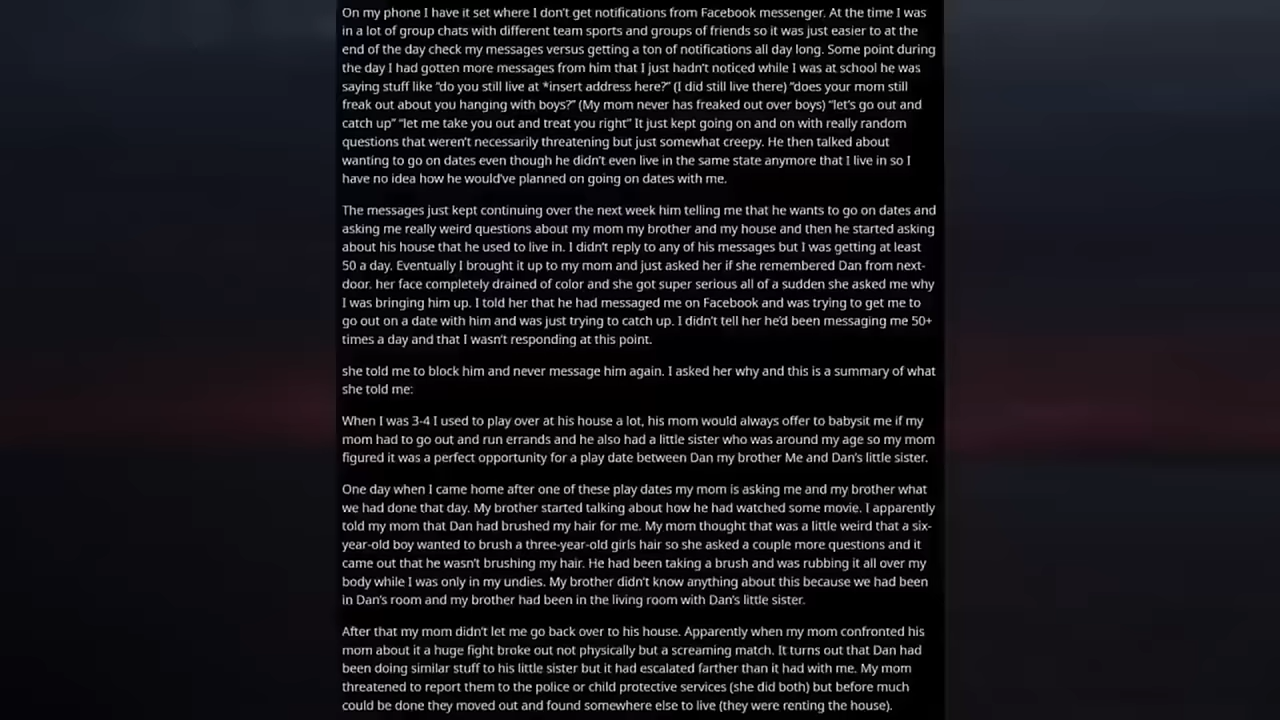 On my phone I have it set where I don't get notifications from Facebook messenger. At the time I was
in a lot of group chats with different team sports and groups of friends so it was just easier to at the
end of the day check my messages versus getting a ton of notifications all day long. Some point during
the day I had gotten more messages from him that I just hadn't noticed while I was at school he was
saying stuff like "do you still live at *insert address here?" (I did still live there) "does your mom still
freak out about you hanging with boys?" (My mom never has freaked out over boys) "let's go out and
catch up" "let me take you out and treat you right" It just kept going on and on with really random
questions that weren't necessarily threatening but just somewhat creepy. He then talked about
wanting to go on dates even though he didn't even live in the same state anymore that I live in so I
have no idea how he would've planned on going on dates with me.
The messages just kept continuing over the next week him telling me that he wants to go on dates and
asking me really weird questions about my mom my brother and my house and then he started asking
about his house that he used to live in. I didn't reply to any of his messages but I was getting at least
50 a day. Eventually I brought it up to my mom and just asked her if she remembered Dan from next-
door. her face completely drained of color and she got super serious all of a sudden she asked me why
I was bringing him up. I told her that he had messaged me on Facebook and was trying to get me to
go out on a date with him and was just trying to catch up. I didn't tell her he'd been messaging me 50+
times a day and that I wasn't responding at this point.
she told me to block him and never message him again. I asked her why and this is a summary of what
she told me:
When I was 3-4 I used to play over at his house a lot, his mom would always offer to babysit me if my
mom had to go out and run errands and he also had a little sister who was around my age so my mom
figured it was a perfect opportunity for a play date between Dan my brother Me and Dan's little sister.
One day when I came home after one of these play dates my mom is asking me and my brother what
we had done that day. My brother started talking about how he had watched some movie. I apparently
told my mom that Dan had brushed my hair for me. My mom thought that was a little weird that a six-
year-old boy wanted to brush a three-year-old girls hair so she asked a couple more questions and it
came out that he wasn't brushing my hair. He had been taking a brush and was rubbing it all over my
body while I was only in my undies. My brother didn't know anything about this because we had been
in Dan's room and my brother had been in the living room with Dan's little sister.
After that my mom didn't let me go back over to his house. Apparently when my mom confronted his
mom about it a huge fight broke out not physically but a screaming match. It turns out that Dan had
been doing similar stuff to his little sister but it had escalated farther than it had with me. My mom
threatened to report them to the police or child protective services (she did both) but before much
could be done they moved out and found somewhere else to live (they were renting the house).